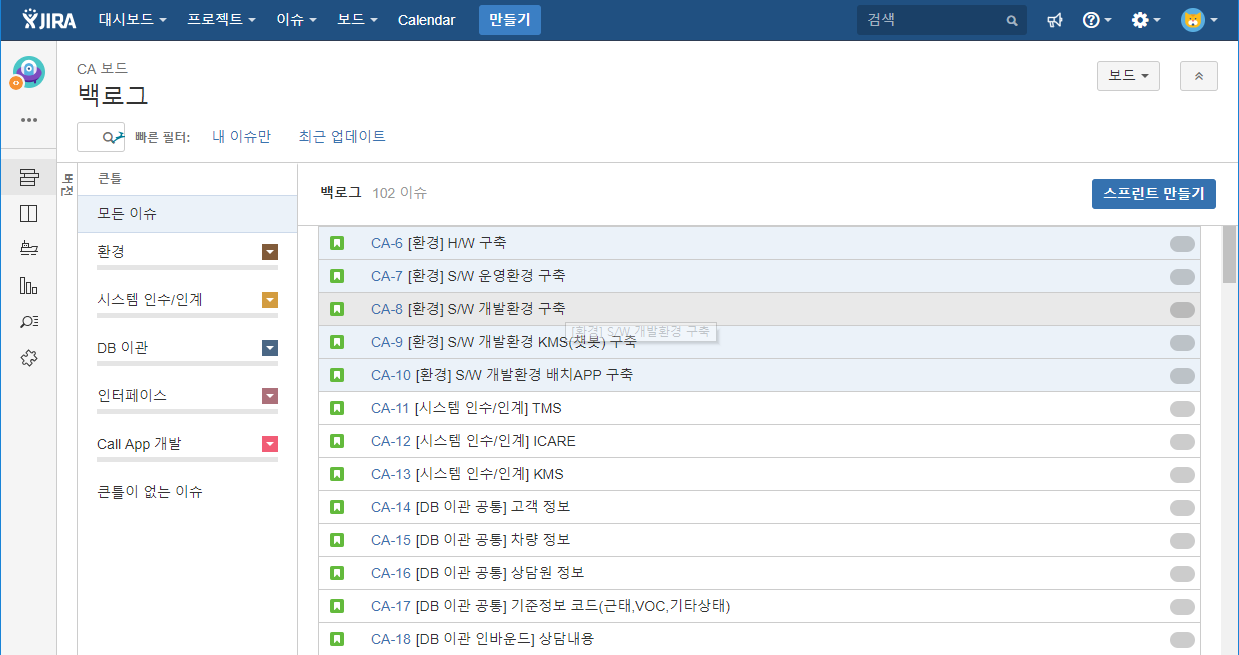 JIRA 대시보드 프로젝트 이슈 보드 Calendar 만들기 검색
CA 보드
백로그
보드
빠른 필터: 내 이슈만 최근 업데이트
버전
큰틀
모든 이슈
환경
시스템 인수/인계
DB 이관
인터페이스
Call App 개발
큰틀이 없는 이슈
백로그 102 이슈
스프린트 만들기
CA-6 [환경] H/W 구축
CA-7 [환경] S/W 운영환경 구축
CA-8 [환경] S/W 개발환경 구축
[환경] S/W 개발환경 구축
CA-9 [환경] S/W 개발환경 KMS(챗봇) 구축
CA-10 [환경] S/W 개발환경 배치APP 구축
CA-11 [시스템 인수/인계] TMS
CA-12 [시스템 인수/인계] ICARE
CA-13 [시스템 인수/인계] KMS
CA-14 [DB 이관 공통] 고객 정보
CA-15 [DB 이관 공통] 차량 정보
CA-16 [DB 이관 공통] 상담원 정보
CA-17 [DB 이관 공통] 기준정보 코드(근태,VOC,기타상태)
CA-18 [DB 이관 인바운드] 상담내용